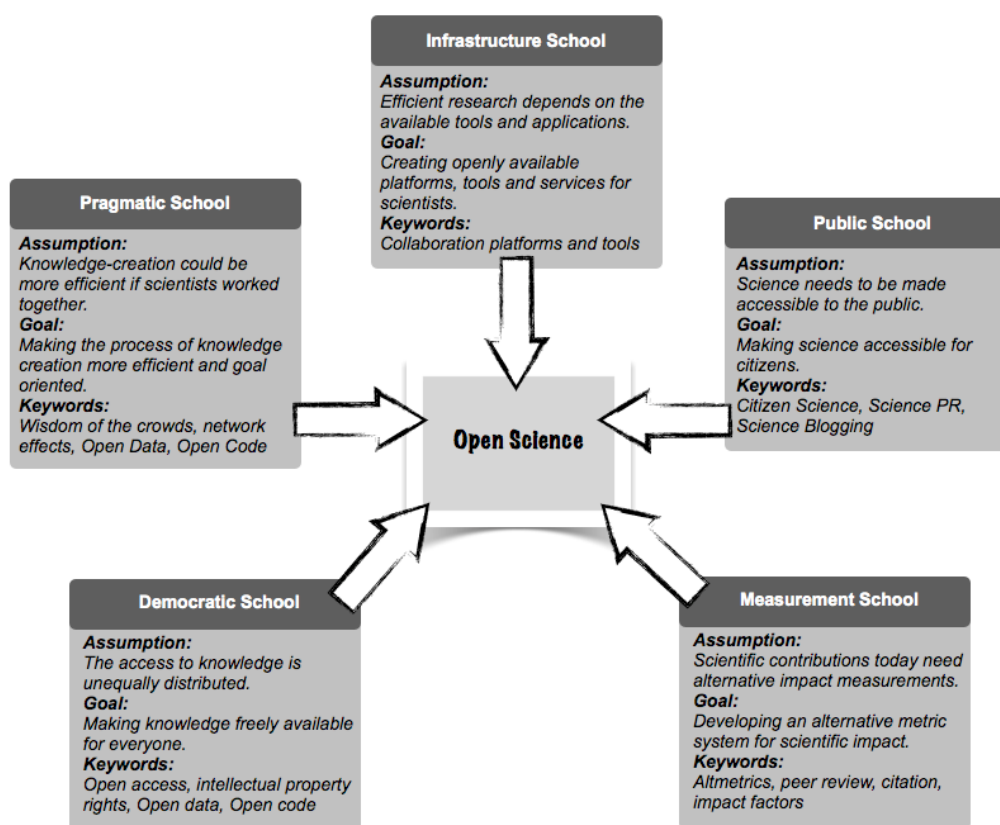 Infrastructure School
Assumption:
Efficient research depends on the
available tools and applications.
Goal:
Creating openly available
platforms, tools and services for
scientists.
Keywords:
Collaboration platforms and tools
Pragmatic School
Assumption:
Knowledge-creation could be
more efficient if scientists worked
together.
Goal:
Making the process of knowledge
creation more efficient and goal
oriented.
Keywords:
Wisdom of the crowds, network
effects, Open Data, Open Code
Public School
Assumption:
Science needs to be made
accessible to the public.
Goal:
Making science accessible for
citizens.
Keywords:
Citizen Science, Science PR,
Science Blogging
Open Science
Democratic School
Assumption:
The access to knowledge is
unequally distributed.
Goal:
Making knowledge freely available
for everyone.
Keywords:
Open access, intellectual property
rights, Open data, Open code
Measurement School
Assumption:
Scientific contributions today need
alternative impact measurements.
Goal:
Developing an alternative metric
system for scientific impact.
Keywords:
Altmetrics, peer review, citation,
impact factors